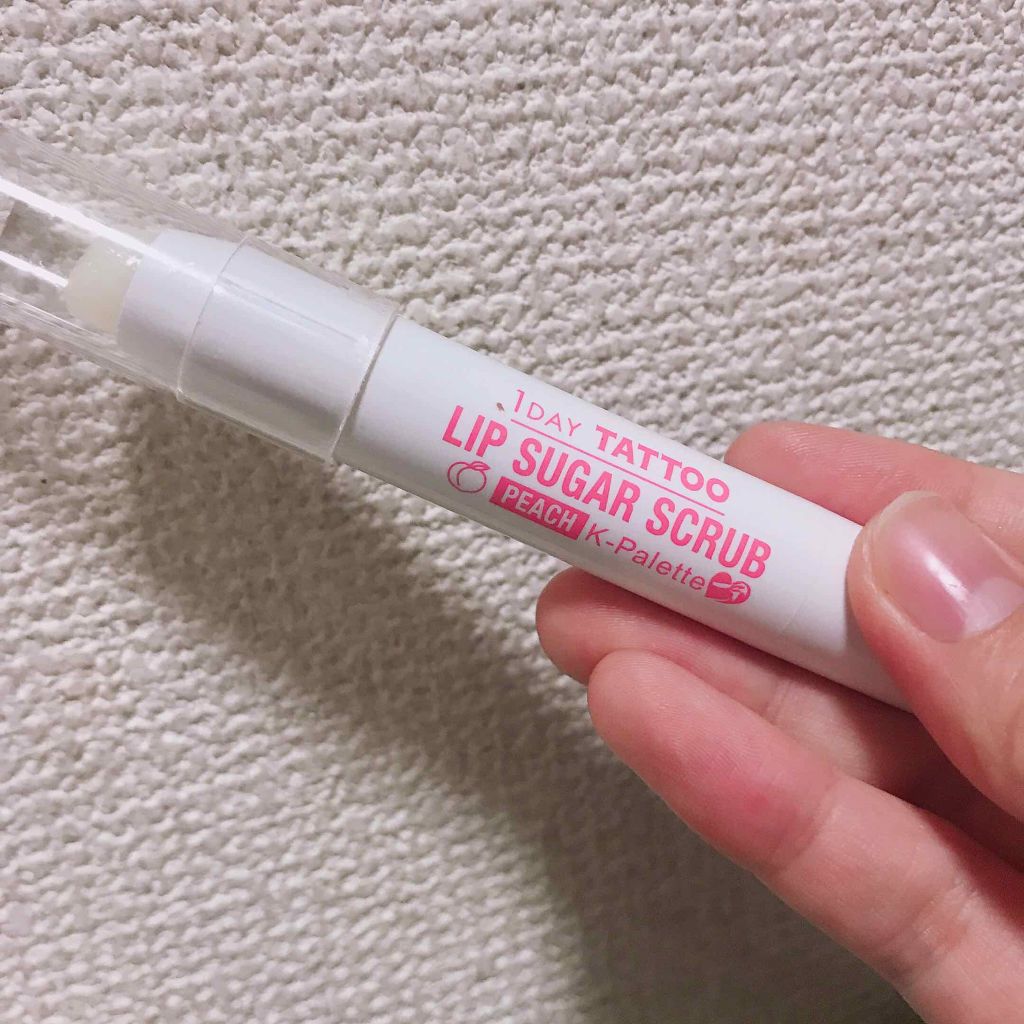 1DAY TATTOO
LIP SUGAR SCRUB
PEACH K-Palette